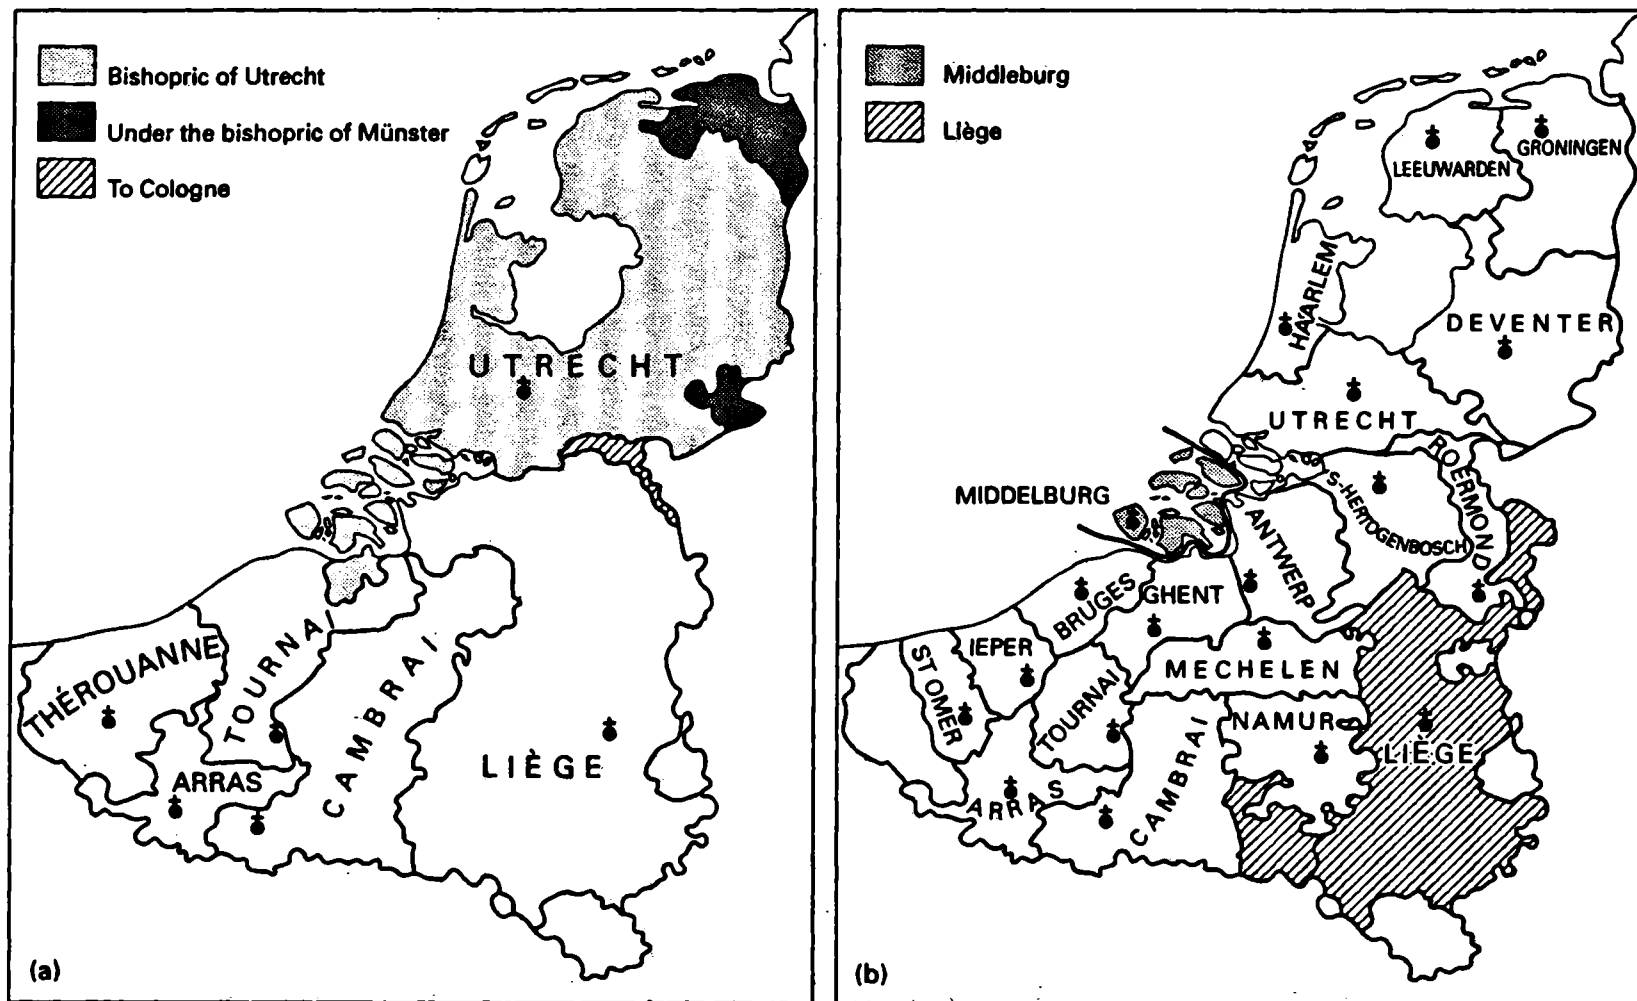 Bishopric of Utrecht
Under the bishopric of Münster
To Cologne
UTRECHT
THÉROUANNE
TOURNAI
CAMBRAI
ARRAS
LIÈGE
(a)
Middleburg
Liège
GRONINGEN
LEEUWARDEN
HAARLEM
DEVENTER
UTRECHT
ROERMOND
MIDDELBURG
S-HERTOGENBOSCH
ANTWERP
BRUGES
GHENT
IEPER
ST OMER
MECHELEN
TOURNAI
NAMUR
LIÈGE
CAMBRAI
ARRAS
(b)